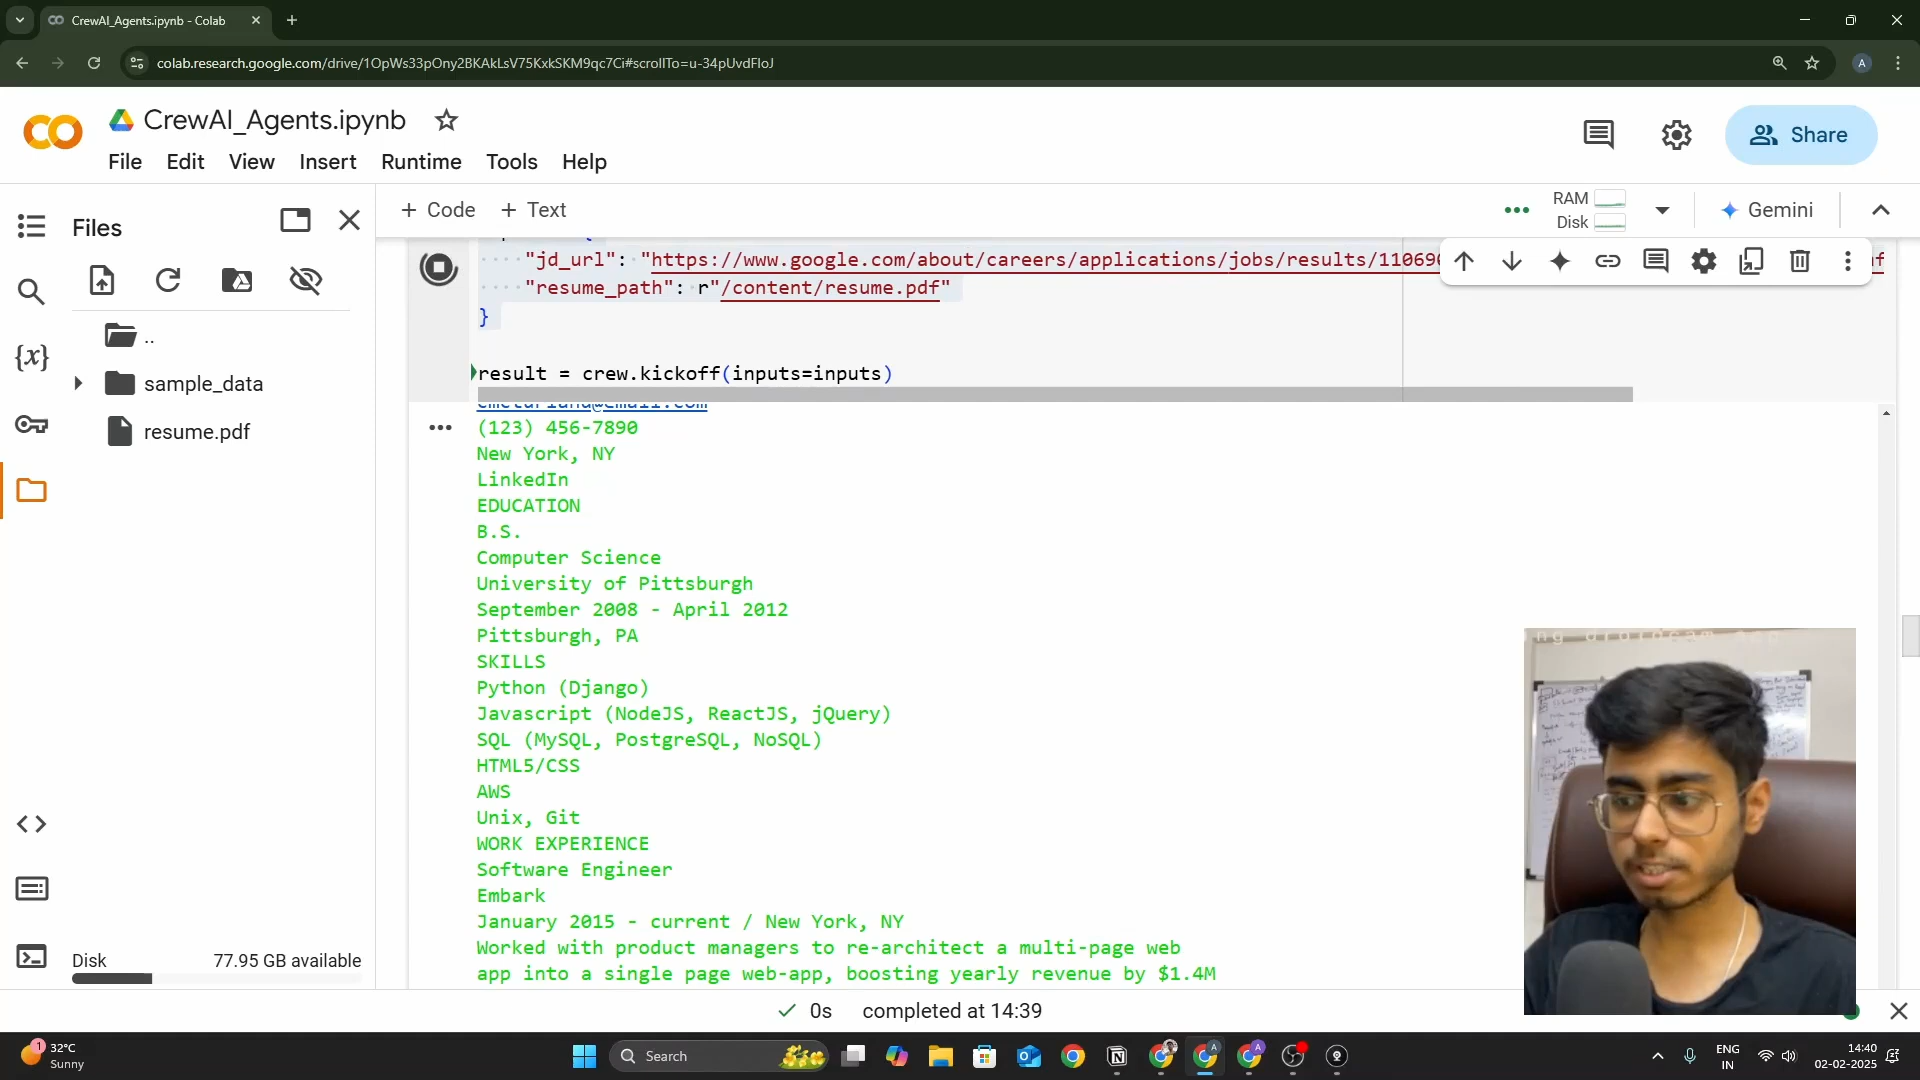 CrewAI_Agents.ipynb - Colab
colab.research.google.com/drive/1OpWs33pOny2BKAkLsV75KxkSKM9qc7Ci#scrollTo=u-34pUvdFIoJ
A
CrewAI_Agents.ipynb
File Edit View Insert Runtime Tools Help
Share
Files
+ Code + Text
RAM
Disk
Gemini
"jd_url": "https://www.google.com/about/careers/applications/jobs/results/11069
"resume_path": r"/content/resume.pdf"
}
result = crew.kickoff(inputs=inputs)
..
sample_data
resume.pdf
(123) 456-7890
New York, NY
LinkedIn
EDUCATION
B.S.
Computer Science
University of Pittsburgh
September 2008 - April 2012
Pittsburgh, PA
SKILLS
Python (Django)
Javascript (NodeJS, ReactJS, jQuery)
SQL (MySQL, PostgreSQL, NoSQL)
HTML5/CSS
AWS
Unix, Git
WORK EXPERIENCE
Software Engineer
Embark
January 2015 - current / New York, NY
Worked with product managers to re-architect a multi-page web
app into a single page web-app, boosting yearly revenue by $1.4M
Disk 77.95 GB available
0s completed at 14:39
32°C
Sunny
Search
ENG
IN
14:40
02-02-2025